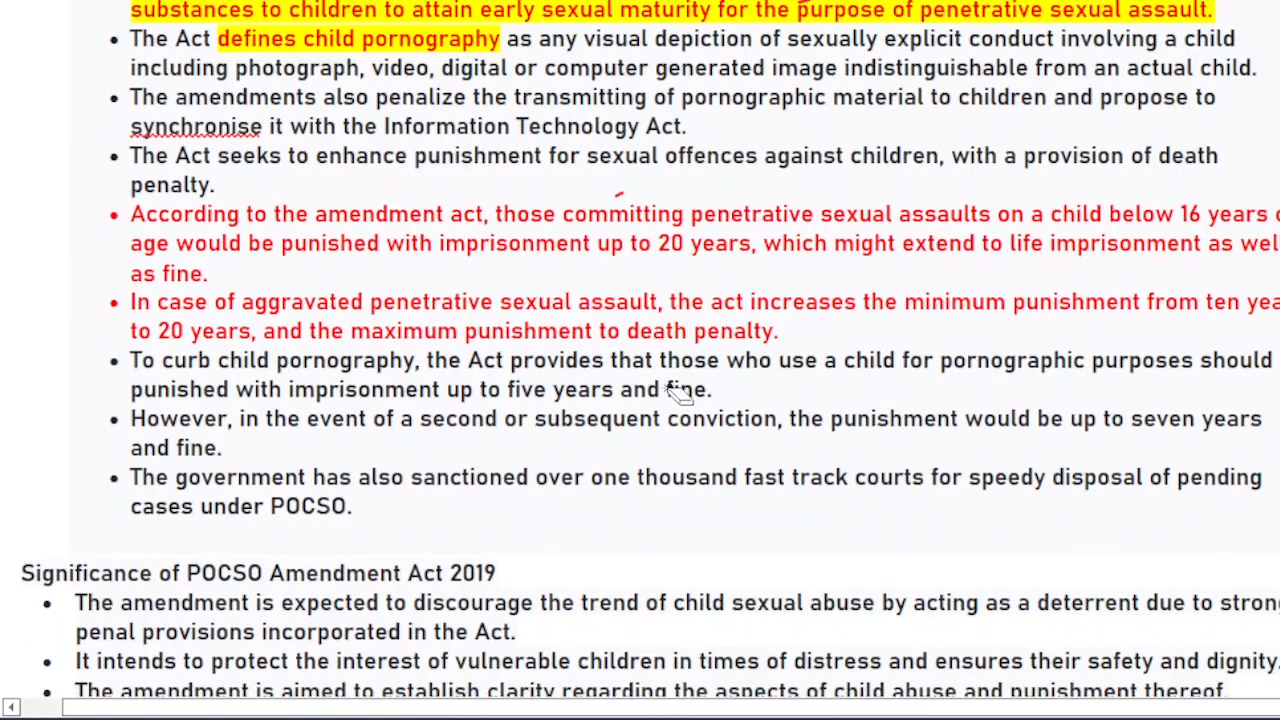 substances to children to attain early sexual maturity for the purpose of penetrative sexual assault.
• The Act defines child pornography as any visual depiction of sexually explicit conduct involving a child
including photograph, video, digital or computer generated image indistinguishable from an actual child.
• The amendments also penalize the transmitting of pornographic material to children and propose to
synchronise it with the Information Technology Act.
• The Act seeks to enhance punishment for sexual offences against children, with a provision of death
penalty.
• According to the amendment act, those committing penetrative sexual assaults on a child below 16 years
age would be punished with imprisonment up to 20 years, which might extend to life imprisonment as wel
as fine.
• In case of aggravated penetrative sexual assault, the act increases the minimum punishment from ten yea
to 20 years, and the maximum punishment to death penalty.
• To curb child pornography, the Act provides that those who use a child for pornographic purposes should
punished with imprisonment up to five years and fine.
• However, in the event of a second or subsequent conviction, the punishment would be up to seven years
and fine.
• The government has also sanctioned over one thousand fast track courts for speedy disposal of pending
cases under POCSO.
Significance of POCSO Amendment Act 2019
• The amendment is expected to discourage the trend of child sexual abuse by acting as a deterrent due to stron
penal provisions incorporated in the Act.
• It intends to protect the interest of vulnerable children in times of distress and ensures their safety and dignity.
• The amendment is aimed to establish clarity regarding the aspects of child abuse and punishment thereof.